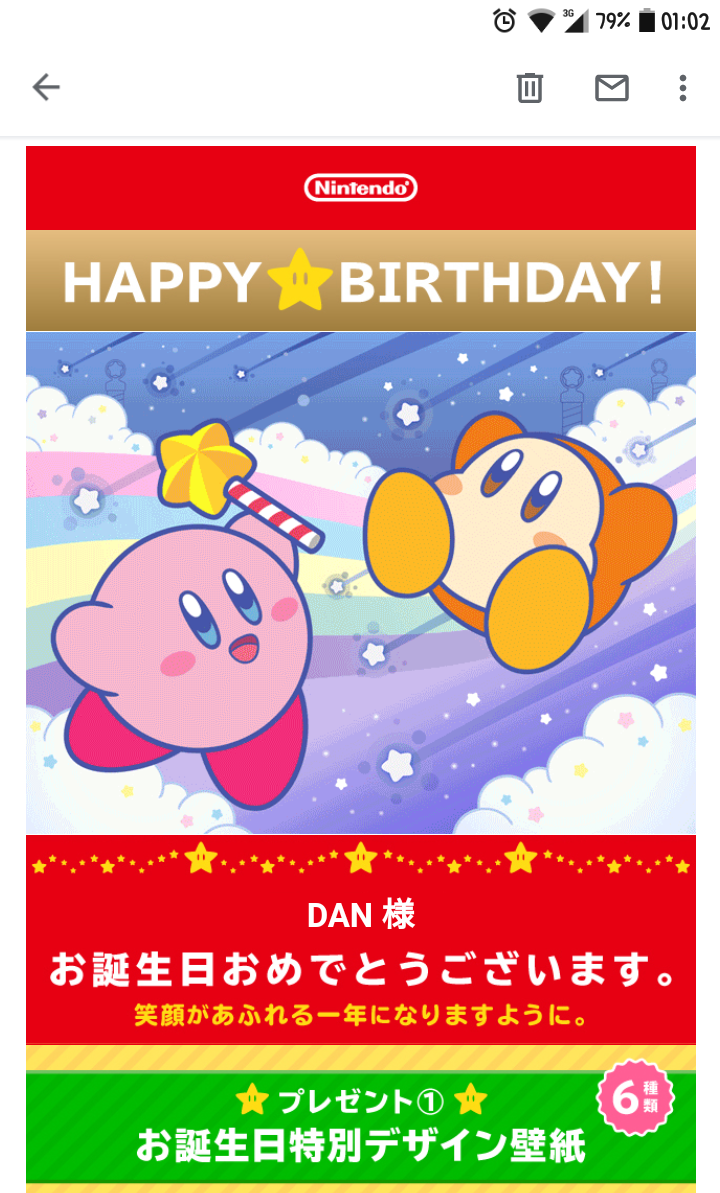 3G 79% 01:02
Nintendo
HAPPY BIRTHDAY!
DAN 様
お誕生日おめでとうございます。
笑顔があふれる一年になりますように。
プレゼント①
6種類
お誕生日特別デザイン壁紙